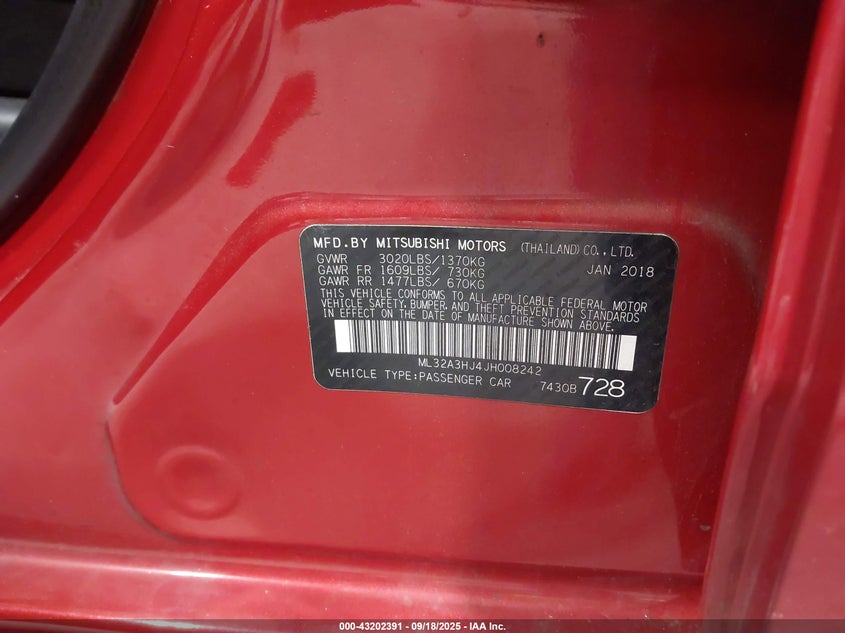 MFD.BY MITSUBISHI MOTORS (THAILAND)CO.,LTD.
GVWR 3020LBS/1370KG JAN 2018
GAWR FR 1609LBS/ 730KG
GAWR RR 1477LBS/ 670KG
THIS VEHICLE CONFORMS TO ALL APPLICABLE FEDERAL MOTOR
VEHICLE SAFETY, BUMPER, AND THEFT PREVENTION STANDARDS
IN EFFECT ON THE DATE OF MANUFACTURE SHOWN ABOVE.
ML32A3HJ4JH008242
VEHICLE TYPE:PASSENGER CAR 7430B 728
000-43202391 | 09/18/2025 | IAA Inc.